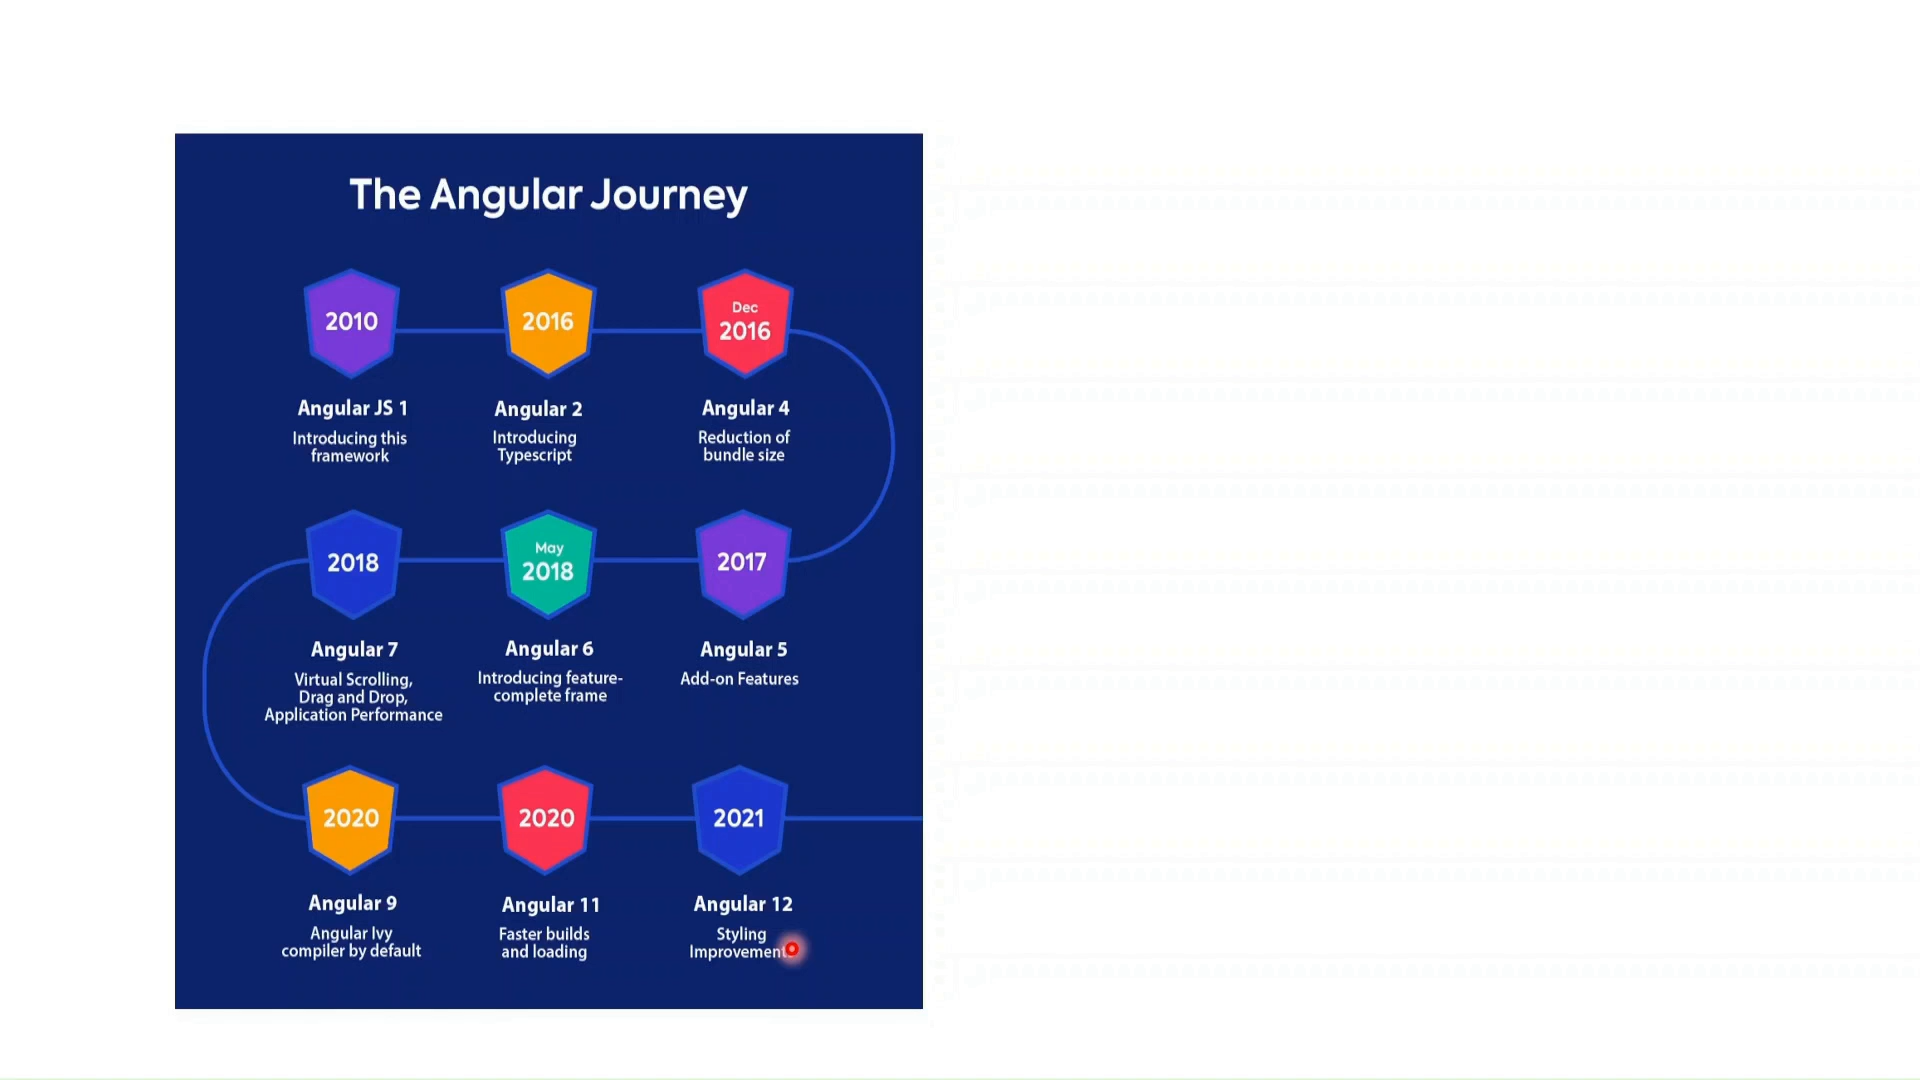 The Angular Journey
2010
2016
Dec
2016
Angular JS 1
Angular 2
Angular 4
Introducing this
framework
Introducing
Typescript
Reduction of
bundle size
2018
May
2018
2017
Angular 7
Angular 6
Angular 5
Virtual Scrolling,
Drag and Drop,
Application Performance
Introducing feature-
complete frame
Add-on Features
2020
2020
2021
Angular 9
Angular 11
Angular 12
Angular Ivy
compiler by default
Faster builds
and loading
Styling
Improvements